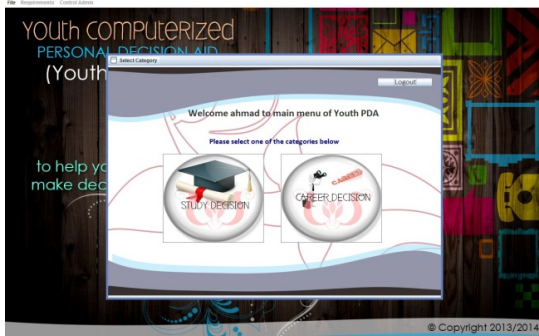 File Requirements Control Admin
YOUTH COMPUTERIZED
PERSONAL DECISION AID
(Youth
Select Category
Logout
Welcome ahmad to main menu of Youth PDA
Please select one of the categories below
to help yo
make dec
STUDY DECISION
CAREER
CAREER DECISION
© Copyright 2013/2014